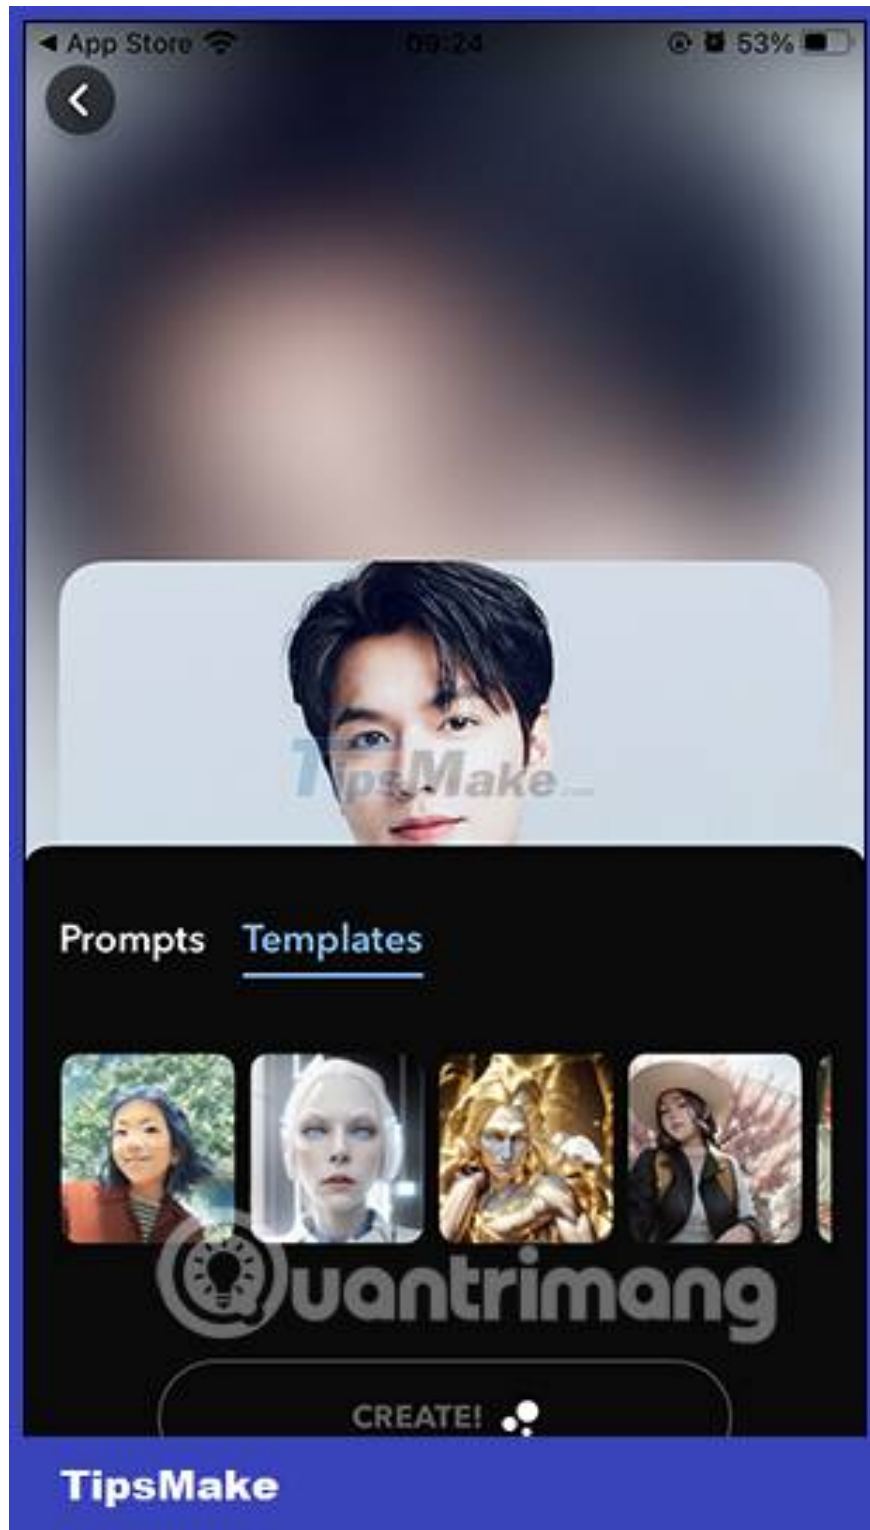 ◀ App Store
09:24
53%
TipsMake
Prompts Templates
Quantrimang
CREATE!
TipsMake